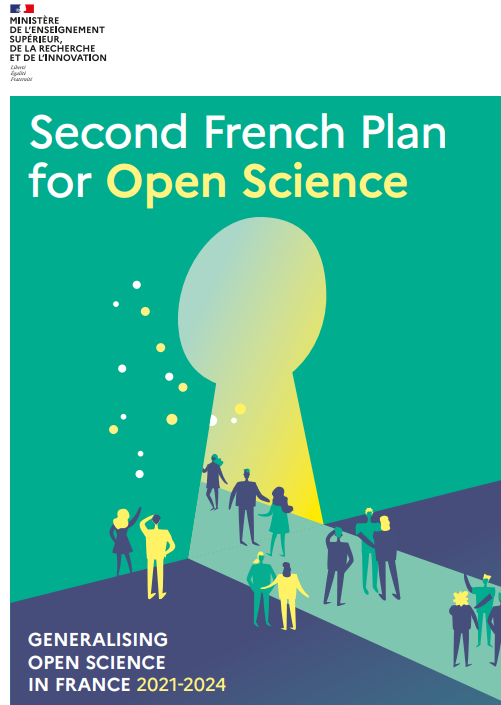 MINISTÈRE
DE L'ENSEIGNEMENT
SUPÉRIEUR,
DE LA RECHERCHE
ET DE L'INNOVATION
Liberté
Égalité
Fraternité
Second French Plan
for Open Science
GENERALISING
OPEN SCIENCE
IN FRANCE 2021-2024